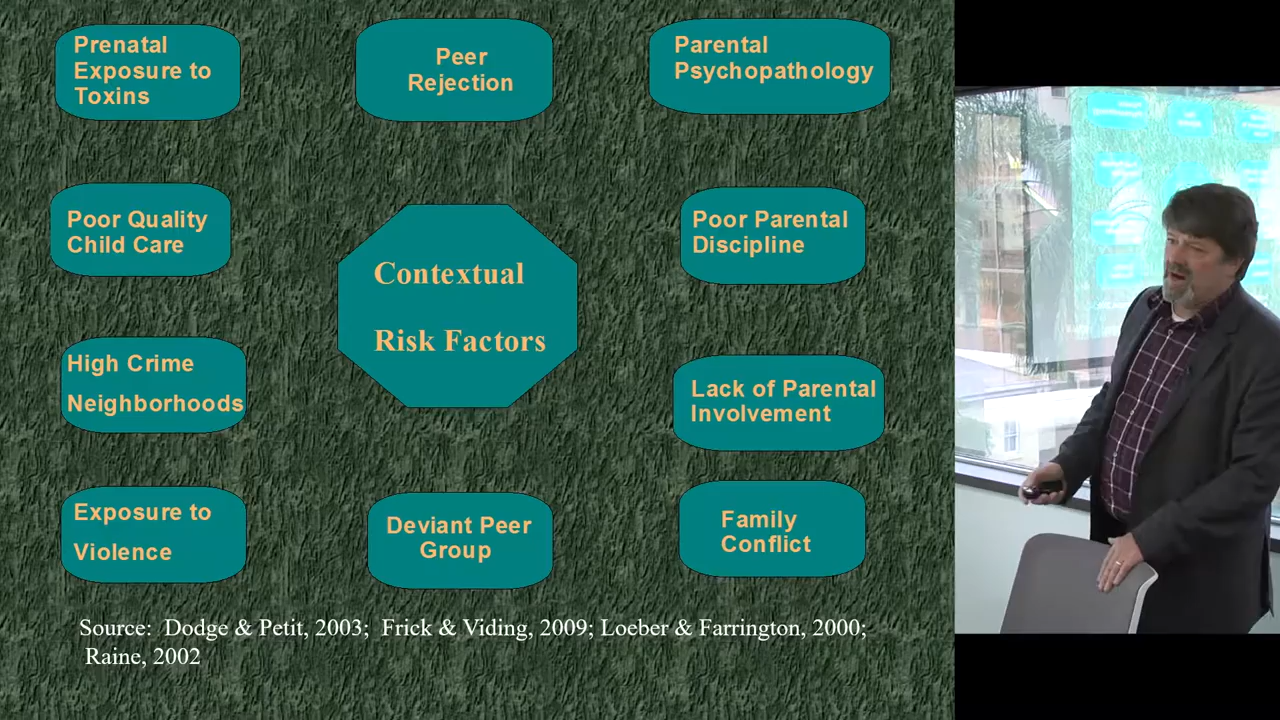 Prenatal
Exposure to
Toxins
Peer
Rejection
Parental
Psychopathology
Poor Quality
Child Care
Contextual
Risk Factors
Poor Parental
Discipline
High Crime
Neighborhoods
Lack of Parental
Involvement
Exposure to
Violence
Deviant Peer
Group
Family
Conflict
Source:  Dodge & Petit, 2003;  Frick & Viding, 2009; Loeber & Farrington, 2000;
Raine, 2002